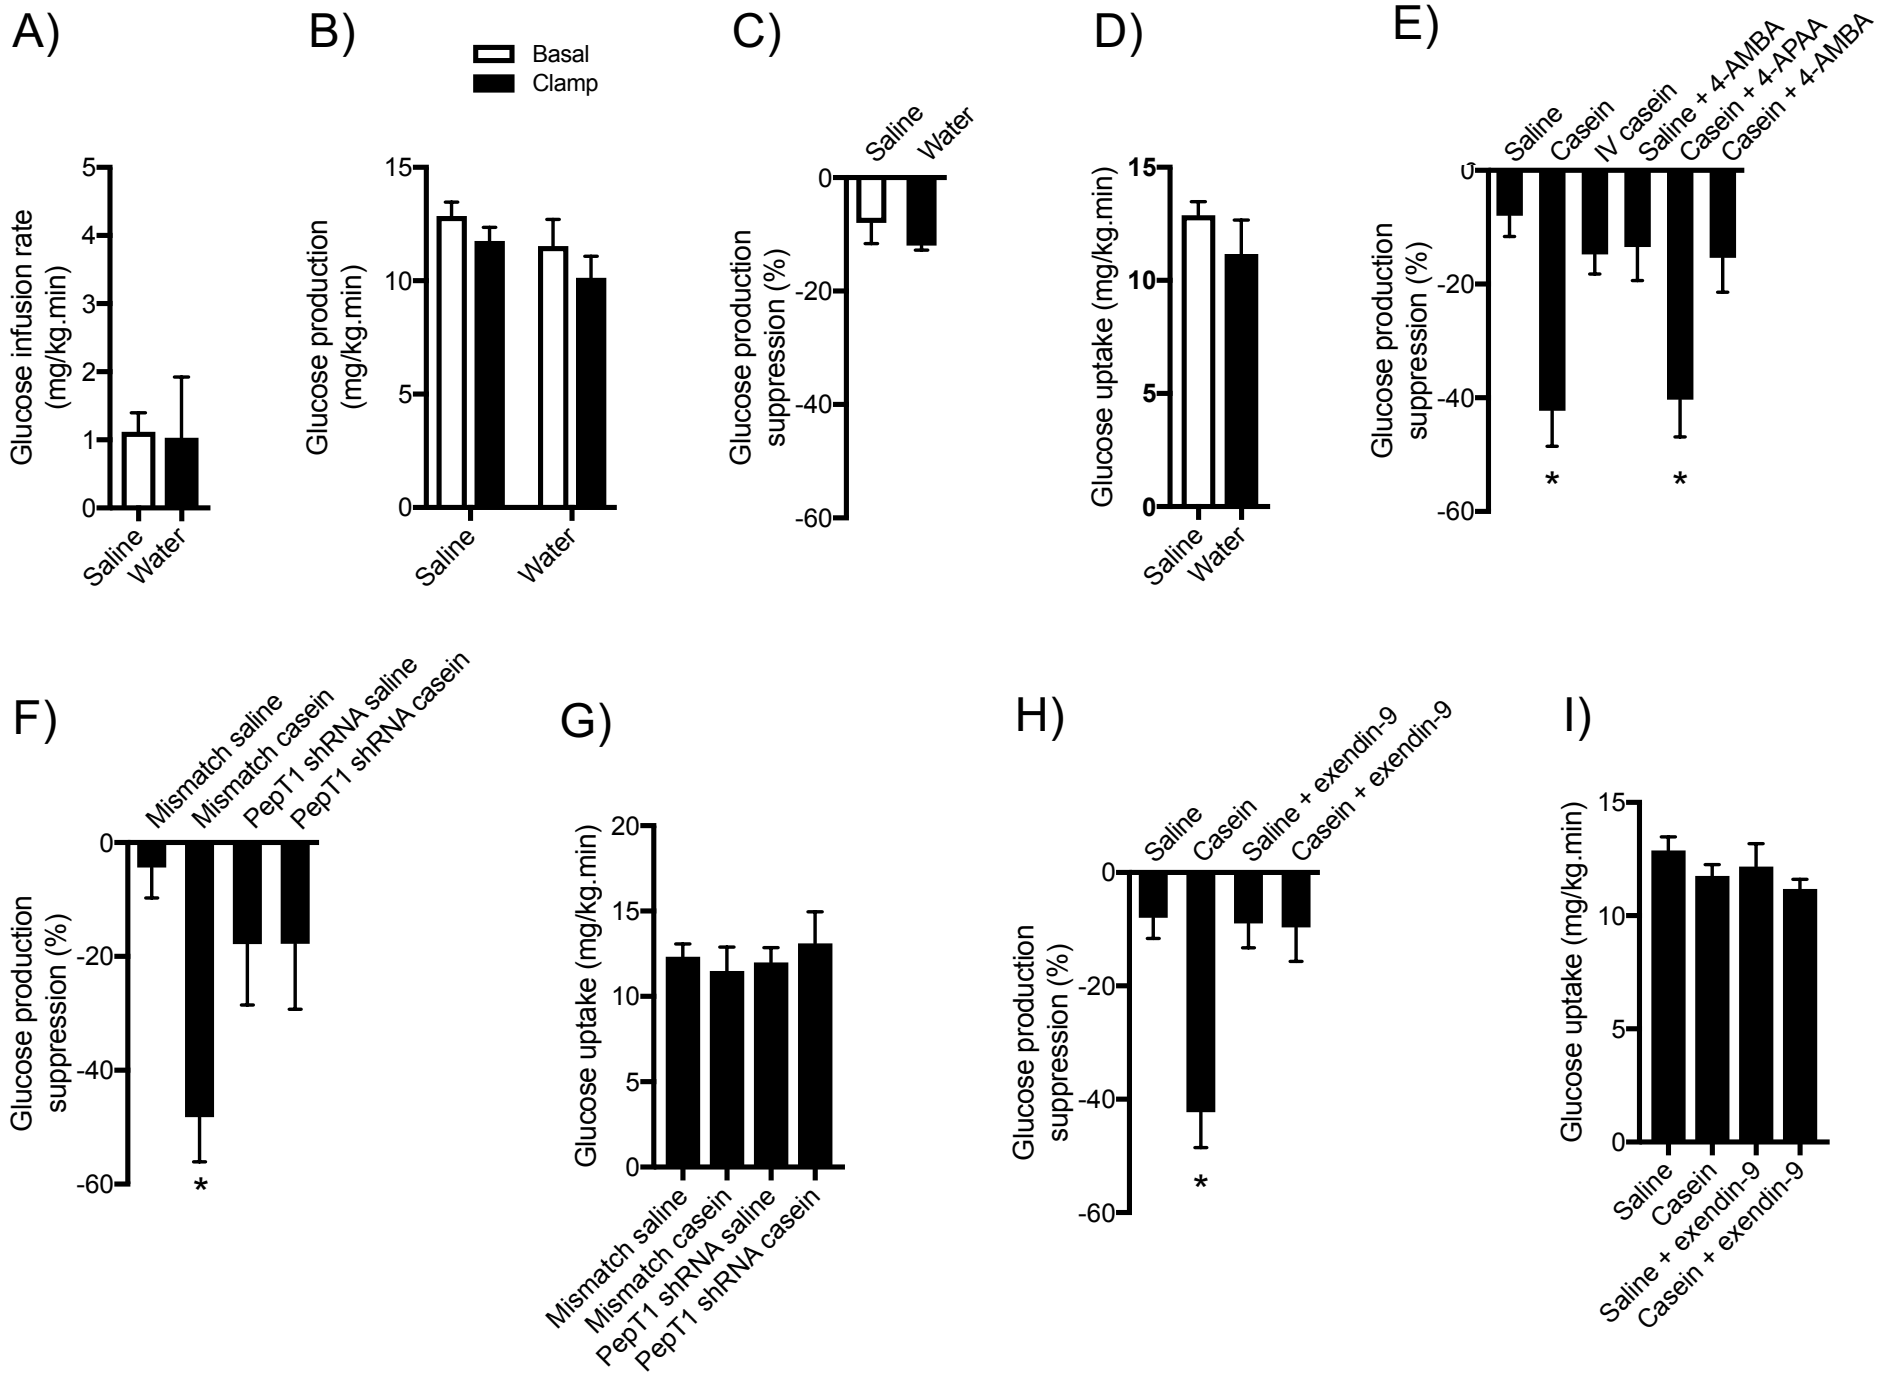 A)
5
4
3
2
1
0
Glucose infusion rate
(mg/kg.min)
Saline
Water
B)
Basal
Clamp
15
10
5
0
Glucose production
(mg/kg.min)
Saline
Water
C)
Saline
Water
0
-20
-40
-60
Glucose production
suppression (%)
D)
15
10
5
0
Glucose uptake (mg/kg.min)
Saline
Water
E)
Saline
Casein
IV casein
Saline + 4-AMBA
Casein + 4-APAA
Casein + 4-AMBA
0
-20
-40
-60
Glucose production
suppression (%)
*
*
F)
Mismatch saline
Mismatch casein
PepT1 shRNA saline
PepT1 shRNA casein
0
-20
-40
-60
Glucose production
suppression (%)
*
G)
20
15
10
5
0
Glucose uptake (mg/kg.min)
Mismatch saline
Mismatch casein
PepT1 shRNA saline
PepT1 shRNA casein
H)
Saline
Casein
Saline + exendin-9
Casein + exendin-9
0
-20
-40
-60
Glucose production
suppression (%)
*
I)
15
10
5
0
Glucose uptake (mg/kg.min)
Saline
Casein
Saline + exendin-9
Casein + exendin-9